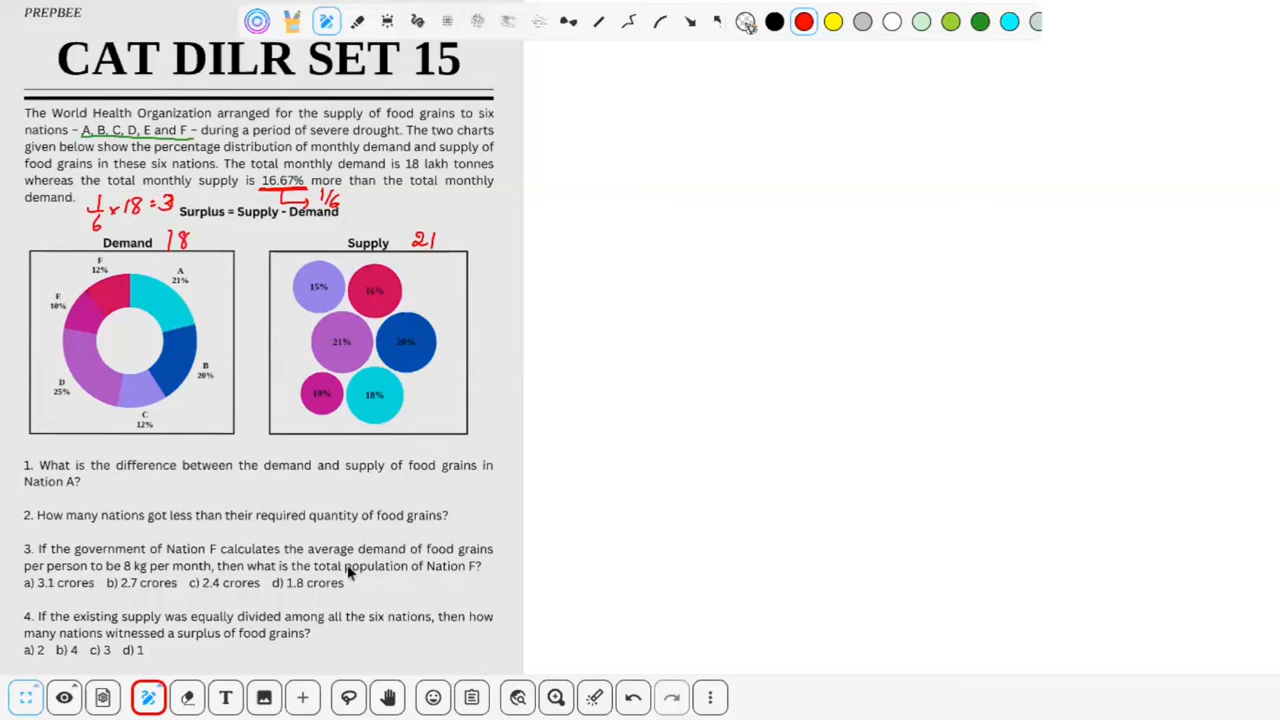 PREPBEE
CAT DILR SET 15
The World Health Organization arranged for the supply of food grains to six
nations – A, B, C, D, E and F – during a period of severe drought. The two charts
given below show the percentage distribution of monthly demand and supply of
food grains in these six nations. The total monthly demand is 18 lakh tonnes
whereas the total monthly supply is 16.67% more than the total monthly
demand.
1/6 × 18 = 3
1/6
Surplus = Supply - Demand
Demand 18
Supply 21
F
12%
A
21%
E
10%
B
20%
D
25%
C
12%
15%
16%
21%
20%
10%
18%
1. What is the difference between the demand and supply of food grains in
Nation A?
2. How many nations got less than their required quantity of food grains?
3. If the government of Nation F calculates the average demand of food grains
per person to be 8 kg per month, then what is the total population of Nation F?
a) 3.1 crores b) 2.7 crores c) 2.4 crores d) 1.8 crores
4. If the existing supply was equally divided among all the six nations, then how
many nations witnessed a surplus of food grains?
a) 2 b) 4 c) 3 d) 1
T